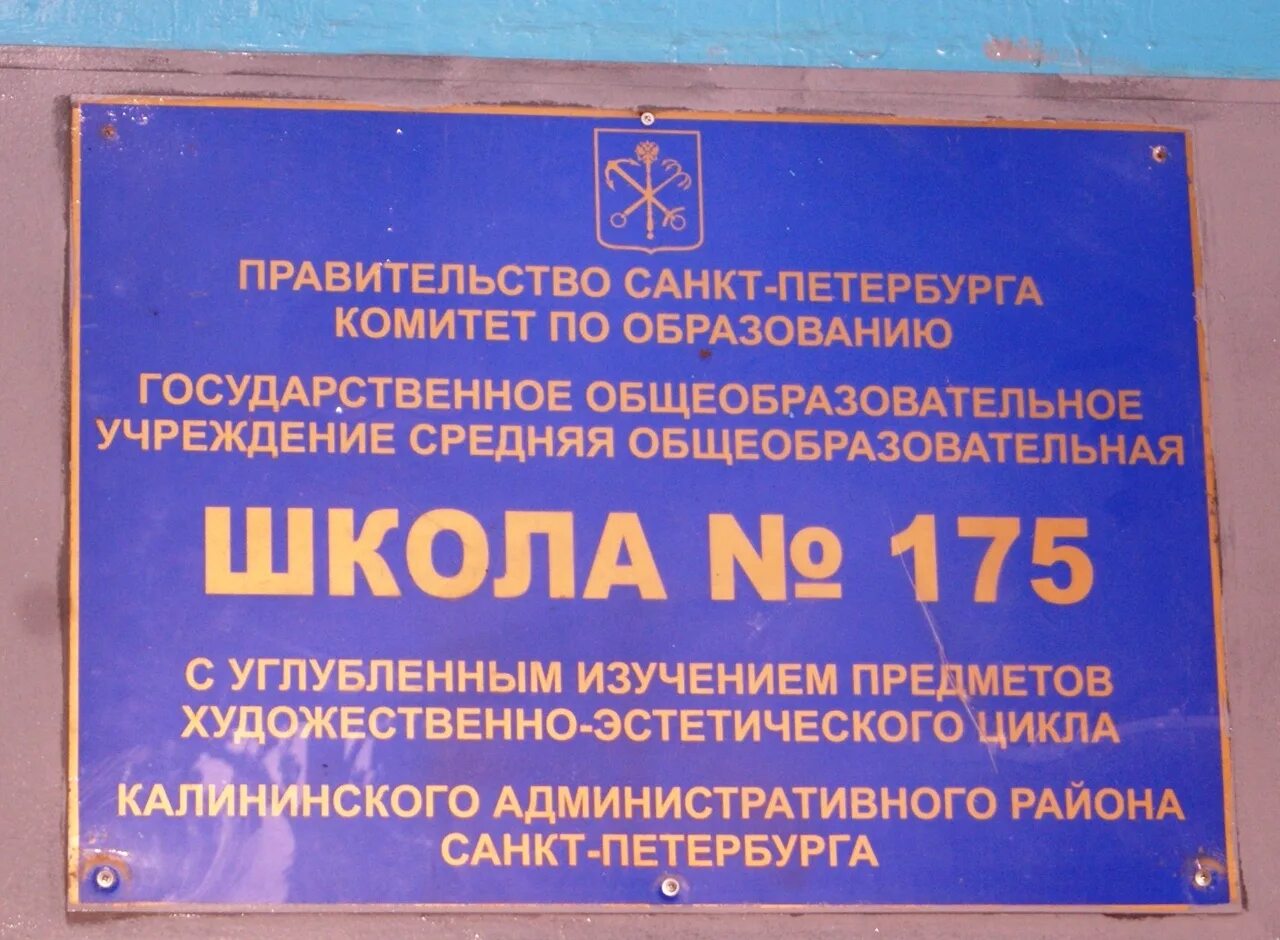 ПРАВИТЕЛЬСТВО САНКТ-ПЕТЕРБУРГА
КОМИТЕТ ПО ОБРАЗОВАНИЮ
ГОСУДАРСТВЕННОЕ ОБЩЕОБРАЗОВАТЕЛЬНОЕ
УЧРЕЖДЕНИЕ СРЕДНЯЯ ОБЩЕОБРАЗОВАТЕЛЬНАЯ
ШКОЛА № 175
С УГЛУБЛЕННЫМ ИЗУЧЕНИЕМ ПРЕДМЕТОВ
ХУДОЖЕСТВЕННО-ЭСТЕТИЧЕСКОГО ЦИКЛА
КАЛИНИНСКОГО АДМИНИСТРАТИВНОГО РАЙОНА
САНКТ-ПЕТЕРБУРГА